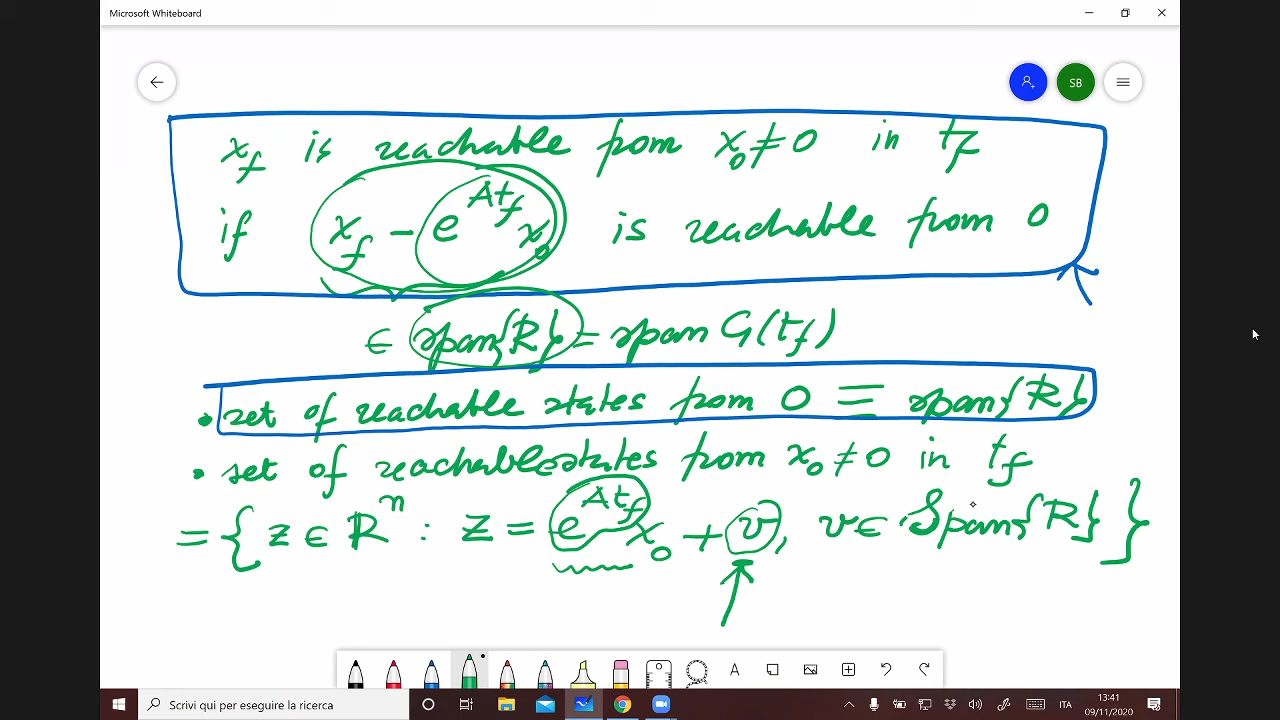 Microsoft Whiteboard
SB
x_f is reachable from x_0 ≠ 0 in t_f
if x_f - e^{At_f} x_0 is reachable from 0
∈ span{R} = span G(t_f)
• set of reachable states from 0 = span{R}
• set of reachable states from x_0 ≠ 0 in t_f
= { z ∈ R^n : z = e^{At_f} x_0 + v, v ∈ Span{R} }
A
Scrivi qui per eseguire la ricerca
ITA
13:41
09/11/2020